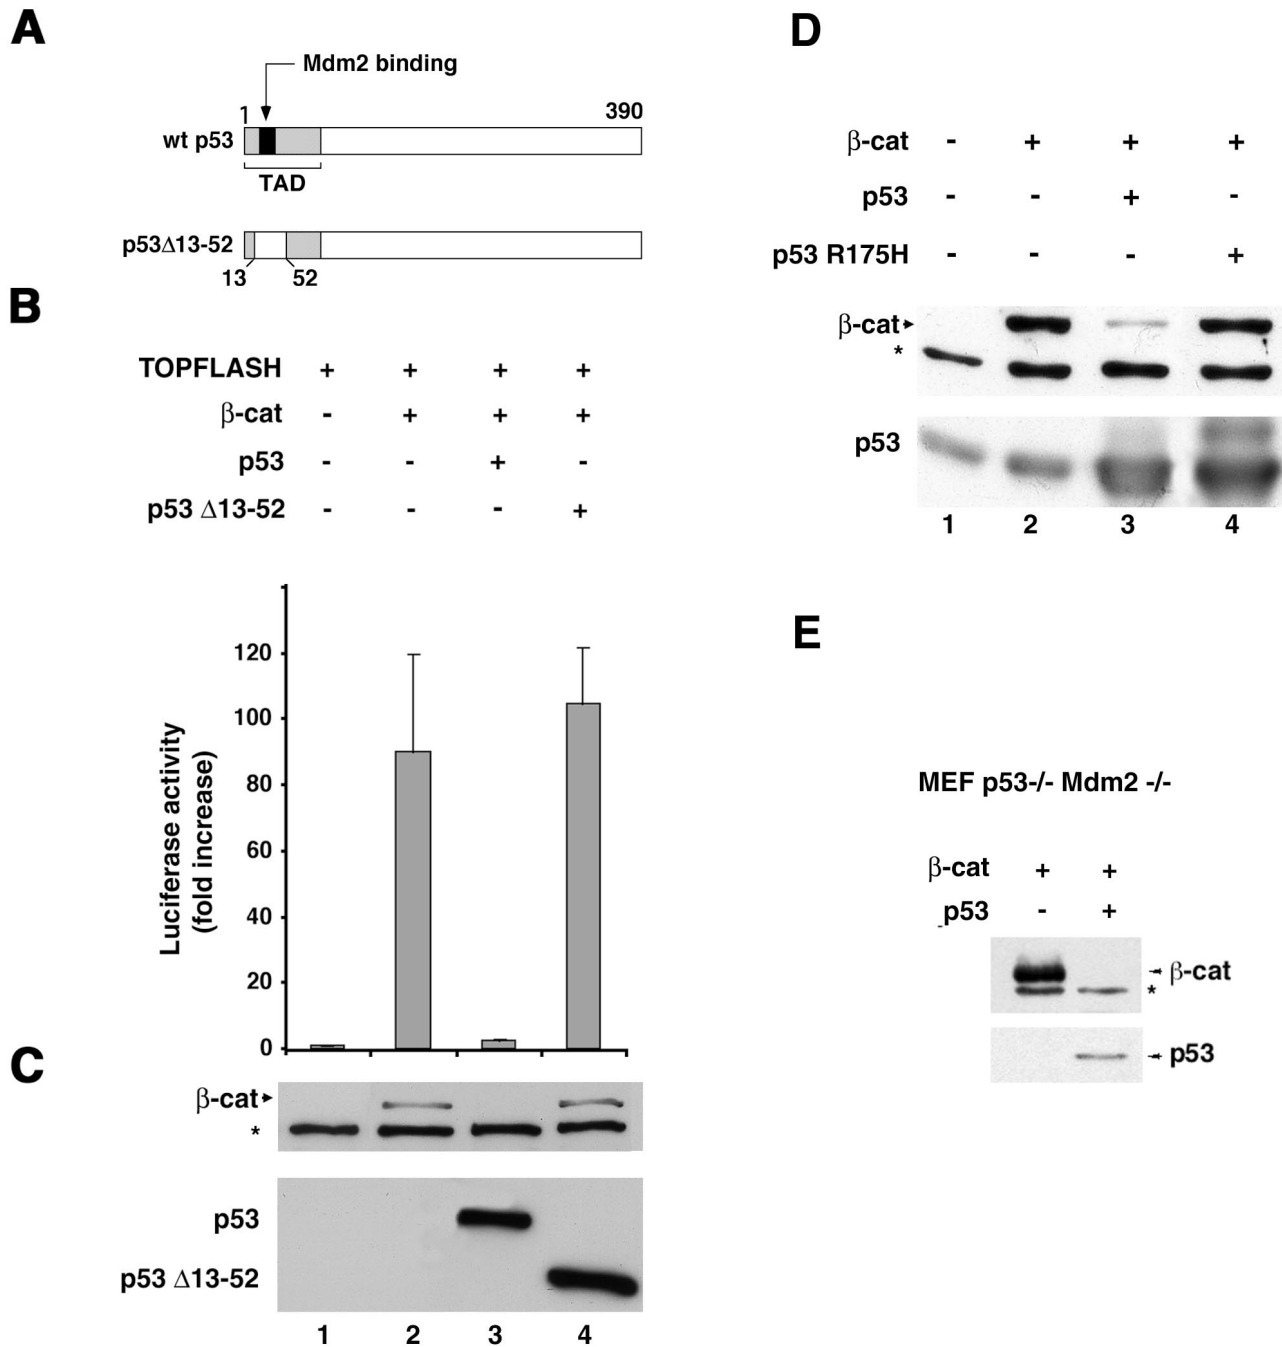 A
Mdm2 binding
1 390
wt p53
TAD
p53Δ13-52
13 52
B
TOPFLASH + + + +
β-cat - + + +
p53 - - + -
p53 Δ13-52 - - - +
Luciferase activity
(fold increase)
120
100
80
60
40
20
0
C
β-cat
*
p53
p53 Δ13-52
1 2 3 4
D
β-cat - + + +
p53 - - + -
p53 R175H - - - +
β-cat
*
p53
1 2 3 4
E
MEF p53-/- Mdm2 -/-
β-cat + +
_p53 - +
β-cat
*
p53